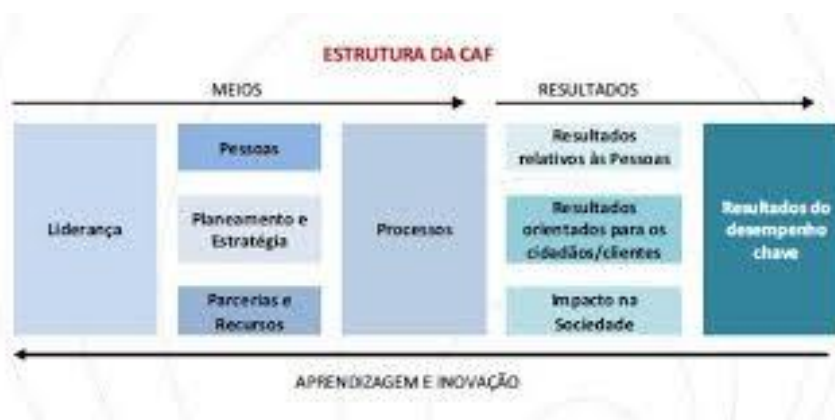 ESTRUTURA DA CAF
MEIOS
RESULTADOS
Liderança
Pessoas
Planeamento e
Estratégia
Parcerias e
Recursos
Processos
Resultados
relativos às Pessoas
Resultados
orientados para os
cidadãos/clientes
Impacto na
Sociedade
Resultados do
desempenho
chave
APRENDIZAGEM E INOVAÇÃO